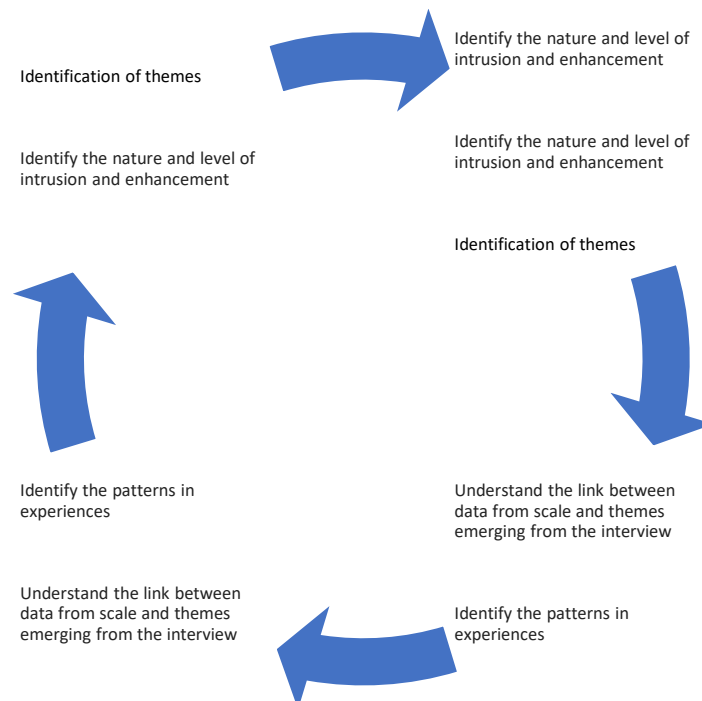 Identification of themes
Identify the nature and level of
intrusion and enhancement
Identify the nature and level of
intrusion and enhancement
Identify the nature and level of
intrusion and enhancement
Identification of themes
Understand the link between
data from scale and themes
emerging from the interview
Identify the patterns in
experiences
Identify the patterns in
experiences
Understand the link between
data from scale and themes
emerging from the interview